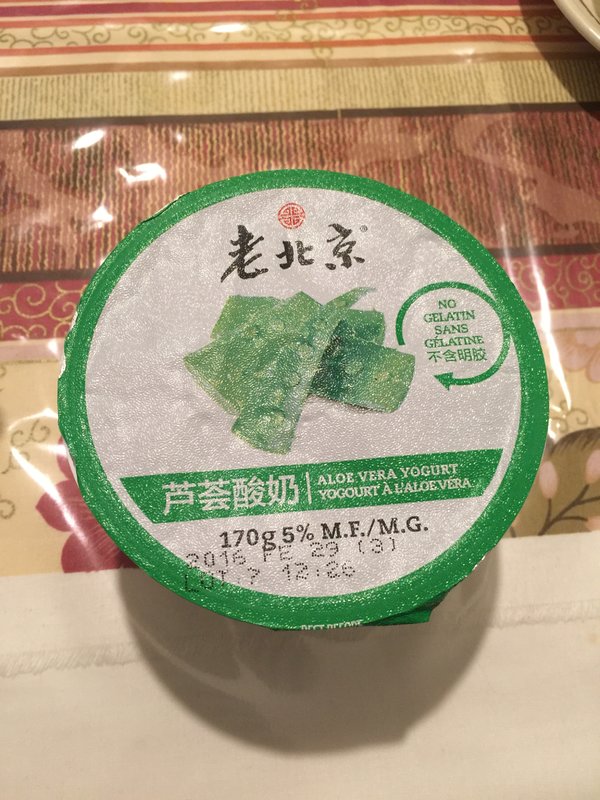 老北京
NO
GELATIN
SANS
GÉLATINE
不含明胶
芦荟酸奶
ALOE VERA YOGURT
YOGOURT À L'ALOE VERA
170g 5% M.F./M.G.
2016 FE 29 (3)
LOT.7 12:26
BEST BEFORE